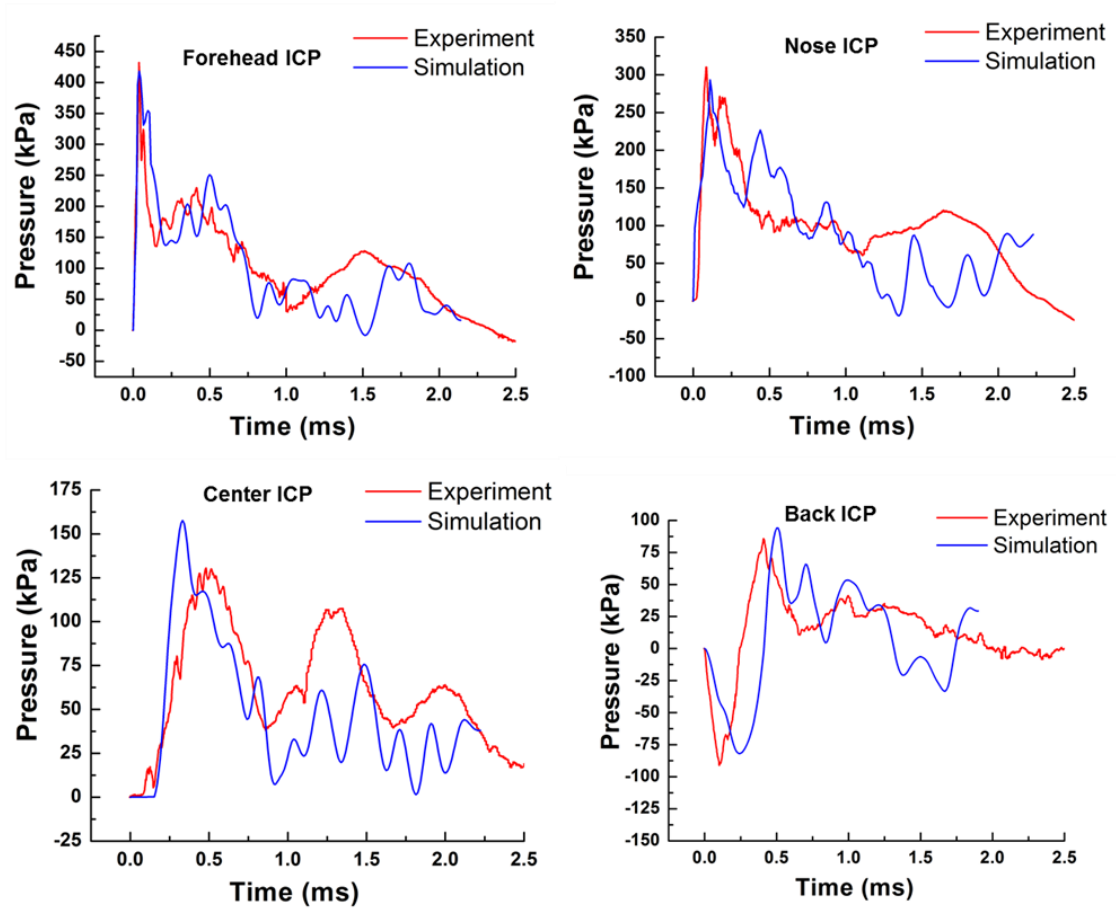 Forehead ICP
Experiment
Simulation
450
400
350
300
250
200
150
100
50
0
-50
Pressure (kPa)
0.0 0.5 1.0 1.5 2.0 2.5
Time (ms)
Nose ICP
Experiment
Simulation
350
300
250
200
150
100
50
0
-50
-100
Pressure (kPa)
0.0 0.5 1.0 1.5 2.0 2.5
Time (ms)
Center ICP
Experiment
Simulation
175
150
125
100
75
50
25
0
-25
Pressure (kPa)
0.0 0.5 1.0 1.5 2.0 2.5
Time (ms)
Back ICP
Experiment
Simulation
100
75
50
25
0
-25
-50
-75
-100
-125
-150
Pressure (kPa)
0.0 0.5 1.0 1.5 2.0 2.5
Time (ms)